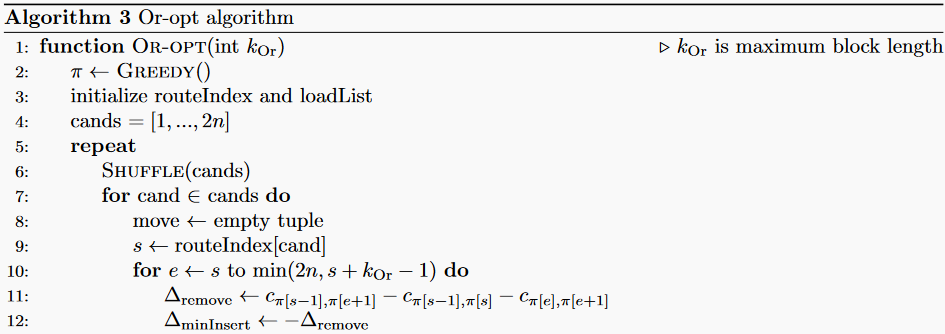 Algorithm 3 Or-opt algorithm
1: function OR-OPT(int k_Or) ▷ k_Or is maximum block length
2: π ← GREEDY()
3: initialize routeIndex and loadList
4: cands = [1, ..., 2n]
5: repeat
6: SHUFFLE(cands)
7: for cand ∈ cands do
8: move ← empty tuple
9: s ← routeIndex[cand]
10: for e ← s to min(2n, s + k_Or − 1) do
11: Δ_remove ← c_π[s−1],π[e+1] − c_π[s−1],π[s] − c_π[e],π[e+1]
12: Δ_minInsert ← −Δ_remove